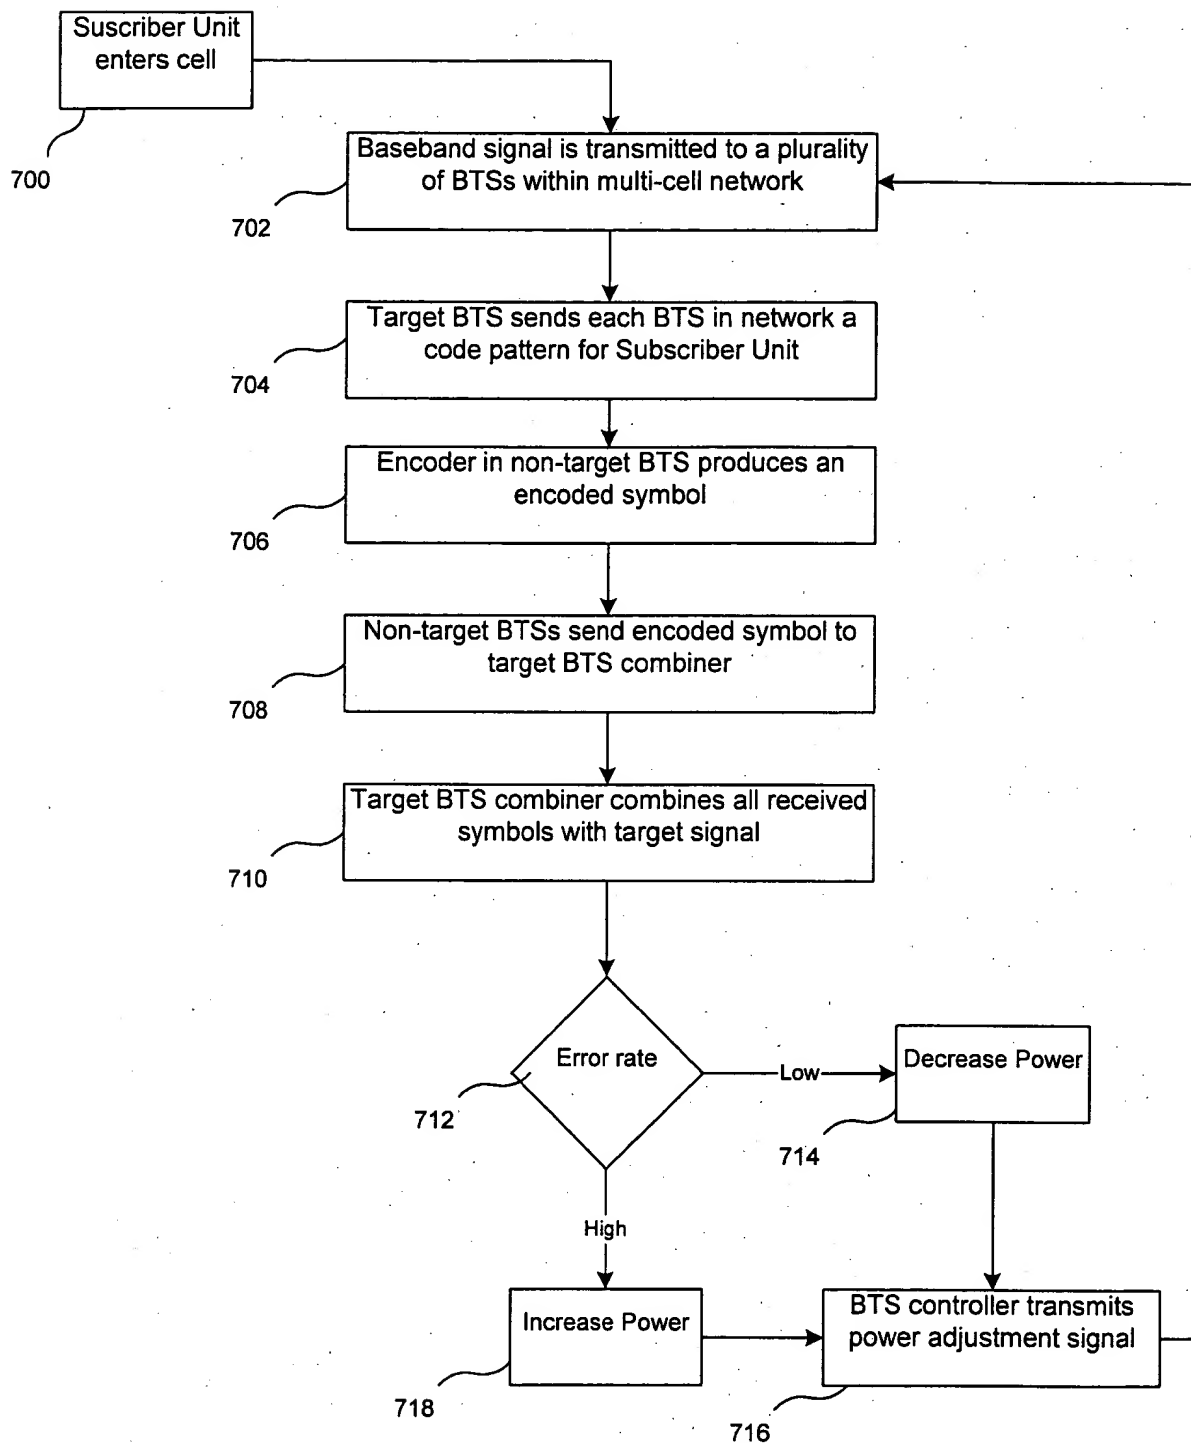 Suscriber Unit
enters cell
700
Baseband signal is transmitted to a plurality
of BTSs within multi-cell network
702
Target BTS sends each BTS in network a
code pattern for Subscriber Unit
704
Encoder in non-target BTS produces an
encoded symbol
706
Non-target BTSs send encoded symbol to
target BTS combiner
708
Target BTS combiner combines all received
symbols with target signal
710
Error rate
712
Low
Decrease Power
714
High
Increase Power
718
BTS controller transmits
power adjustment signal
716